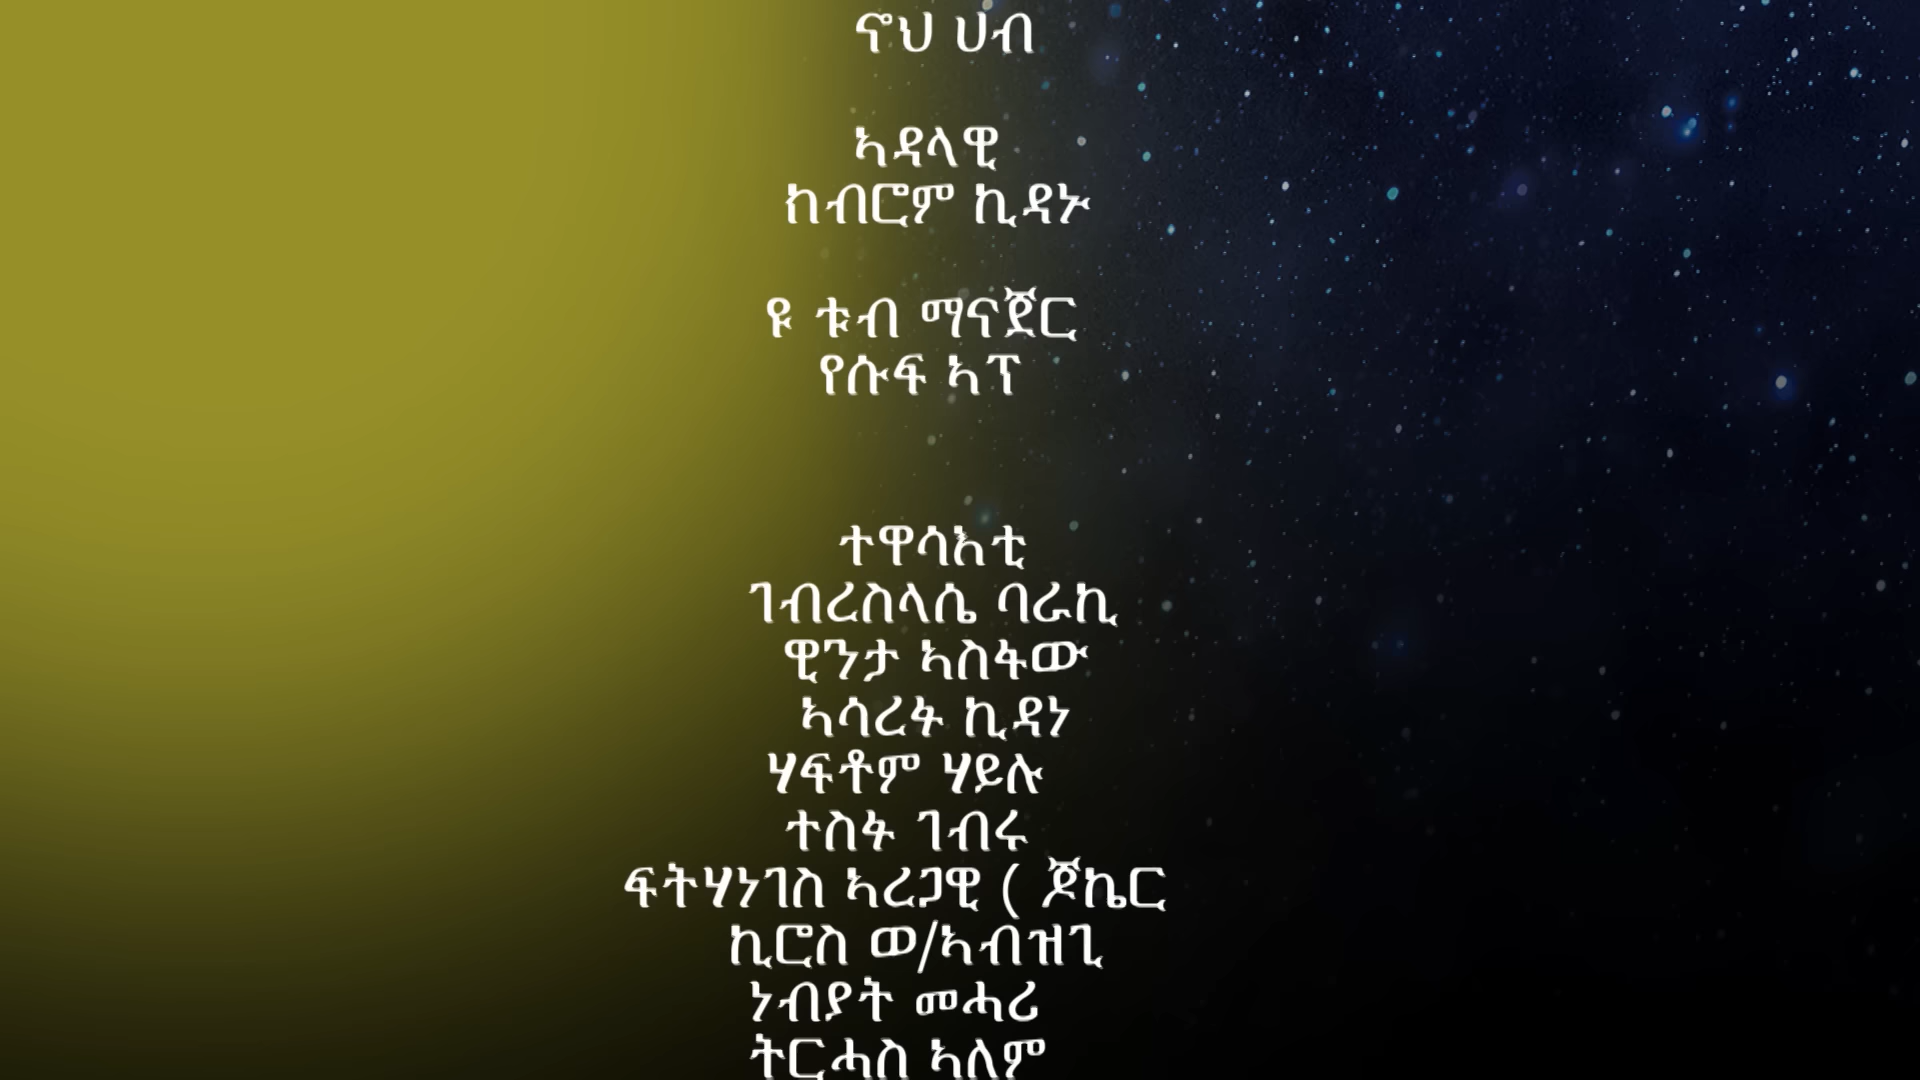 ኖህ ሀብ
ኣዳላዊ
ክብሮም ኪዳኑ
ዩ ቱብ ማናጀር
የሱፍ ኣፕ
ተዋሳእቲ
ገብረስላሴ ባራኪ
ዊንታ ኣስፋው
ኣሳረፉ ኪዳነ
ሃፍቶም ሃይሉ
ተስፉ ገብሩ
ፍትሃነገስ ኣረጋዊ ( ጆኬር
ኪሮስ ወ/ኣብዝጊ
ነብያት መሓሪ
ትርሓስ ኣለም